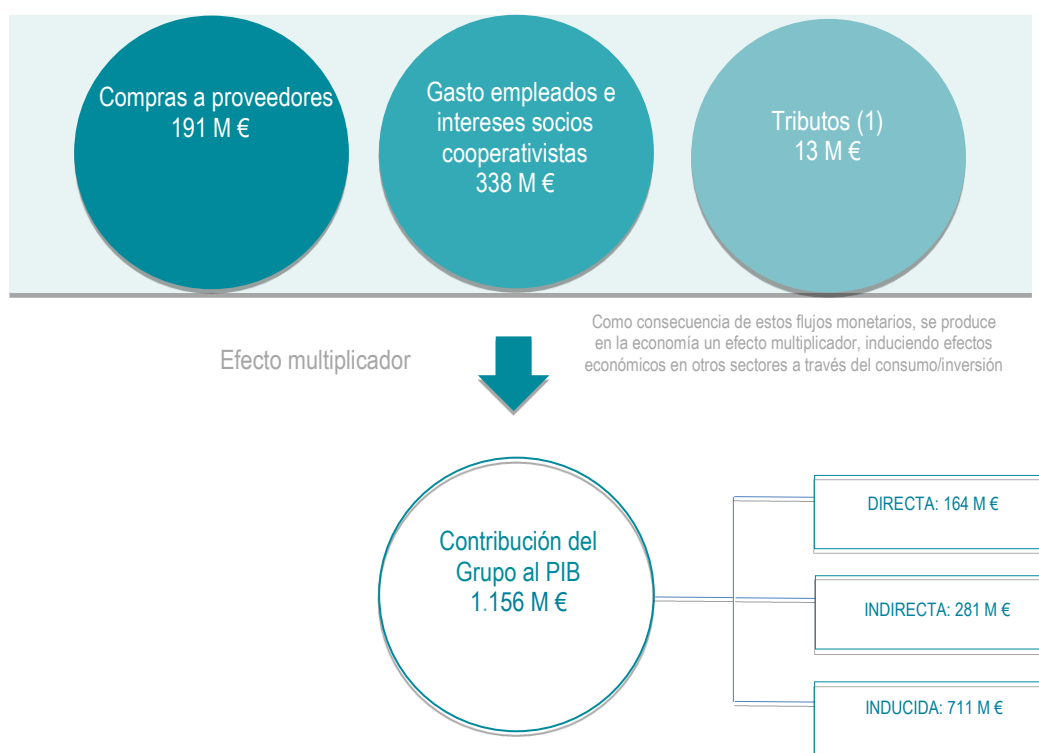 Compras a proveedores
191 M €
Gasto empleados e
intereses socios
cooperativistas
338 M €
Tributos (1)
13 M €
Efecto multiplicador
Como consecuencia de estos flujos monetarios, se produce
en la economía un efecto multiplicador, induciendo efectos
económicos en otros sectores a través del consumo/inversión
Contribución del
Grupo al PIB
1.156 M €
DIRECTA: 164 M €
INDIRECTA: 281 M €
INDUCIDA: 711 M €